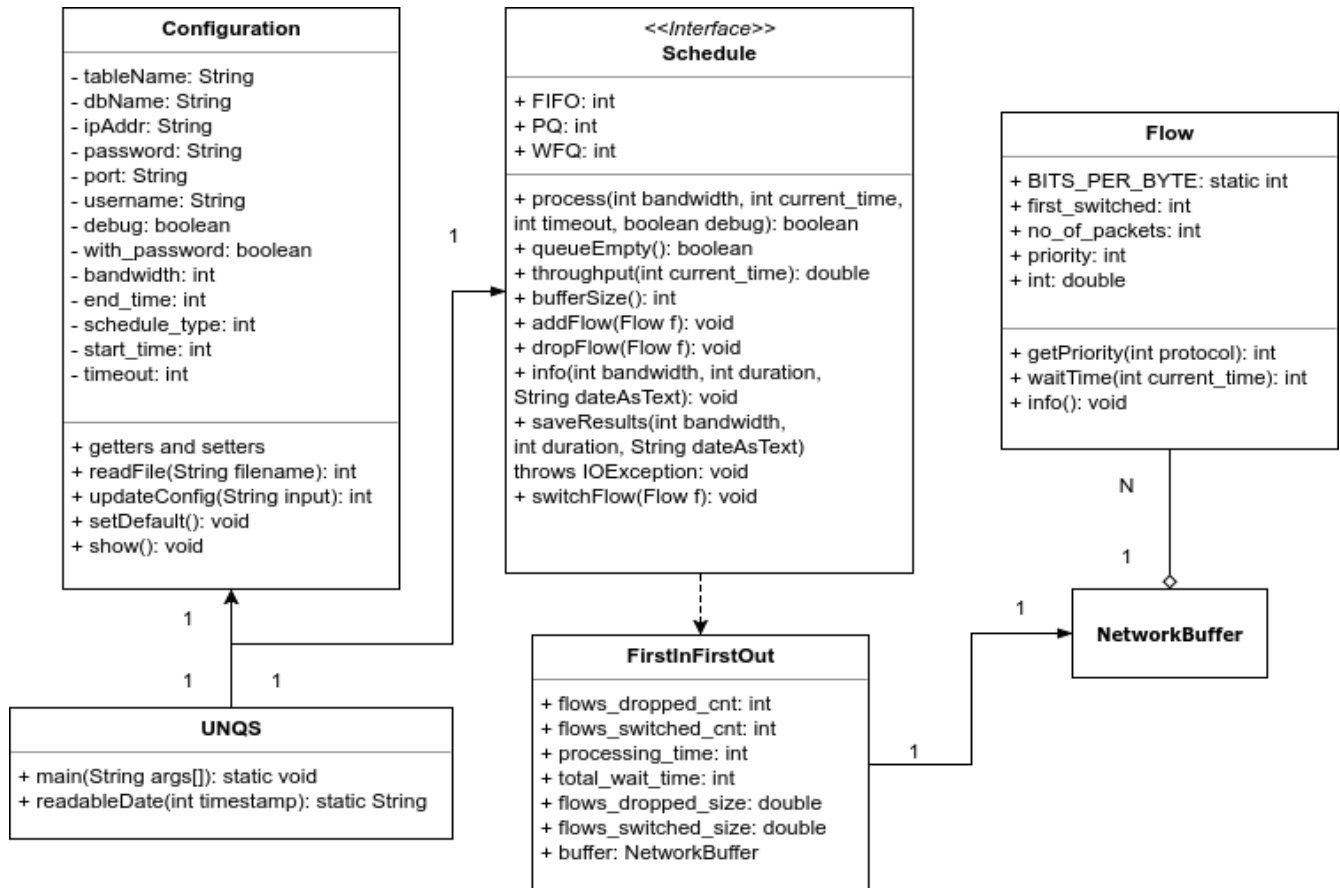 Configuration
- tableName: String
- dbName: String
- ipAddr: String
- password: String
- port: String
- username: String
- debug: boolean
- with_password: boolean
- bandwidth: int
- end_time: int
- schedule_type: int
- start_time: int
- timeout: int
+ getters and setters
+ readFile(String filename): int
+ updateConfig(String input): int
+ setDefault(): void
+ show(): void
1
<<Interface>>
Schedule
+ FIFO: int
+ PQ: int
+ WFQ: int
+ process(int bandwidth, int current_time,
int timeout, boolean debug): boolean
+ queueEmpty(): boolean
+ throughput(int current_time): double
+ bufferSize(): int
+ addFlow(Flow f): void
+ dropFlow(Flow f): void
+ info(int bandwidth, int duration,
String dateAsText): void
+ saveResults(int bandwidth,
int duration, String dateAsText)
throws IOException: void
+ switchFlow(Flow f): void
Flow
+ BITS_PER_BYTE: static int
+ first_switched: int
+ no_of_packets: int
+ priority: int
+ int: double
+ getPriority(int protocol): int
+ waitTime(int current_time): int
+ info(): void
N
1
1
1
1
1
NetworkBuffer
UNQS
+ main(String args[]): static void
+ readableDate(int timestamp): static String
FirstInFirstOut
+ flows_dropped_cnt: int
+ flows_switched_cnt: int
+ processing_time: int
+ total_wait_time: int
+ flows_dropped_size: double
+ flows_switched_size: double
+ buffer: NetworkBuffer
1